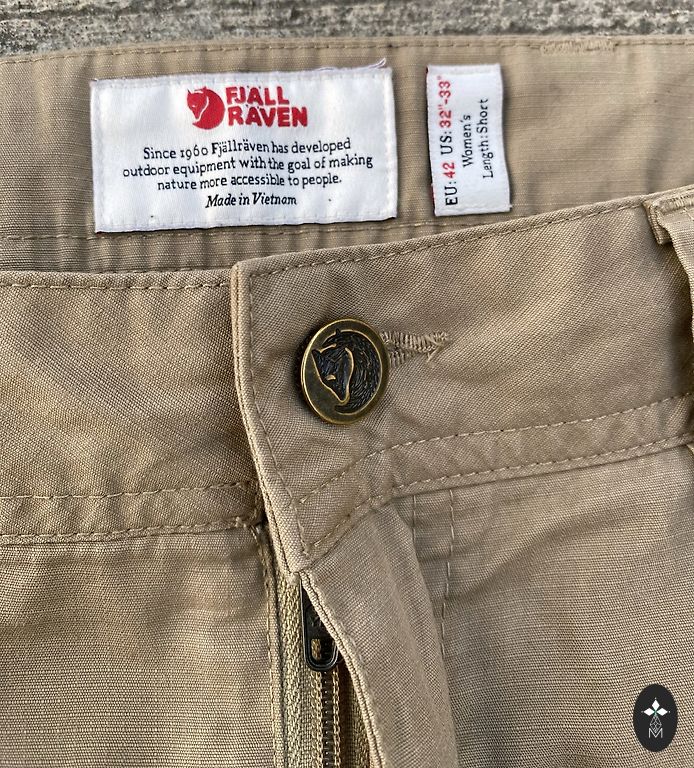 FJÄLL
RÄVEN
Since 1960 Fjällräven has developed
outdoor equipment with the goal of making
nature more accessible to people.
Made in Vietnam
EU: 42 US: 32"-33"
Women's
Length: Short
M